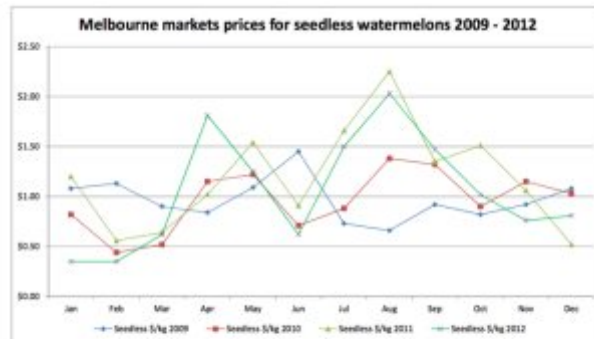 Melbourne markets prices for seedless watermelons 2009 - 2012
$2.50
$2.00
$1.50
$1.00
$0.50
$0.00
Jan Feb Mar Apr May Jun Jul Aug Sep Oct Nov Dec
Seedless $/kg 2009 Seedless $/kg 2010 Seedless $/kg 2011 Seedless $/kg 2012